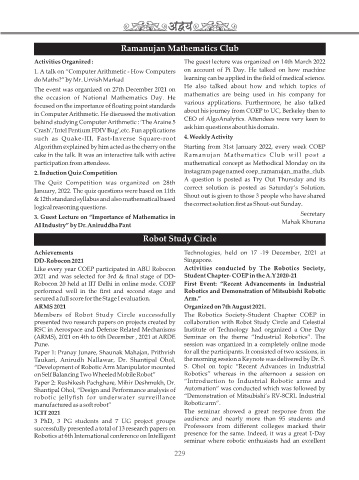 अद्वैय
Ramanujan Mathematics Club
Activities Organized :
1. A talk on "Computer Arithmetic - How Computers
do Maths?" by Mr. Urvish Markad
The event was organized on 27th December 2021 on
the occasion of National Mathematics Day. He
focused on the importance of floating point standards
in Computer Arithmetic. He discussed the motivation
behind studying Computer Arithmetic : 'The Ariane 5
Crash', 'Intel Pentium FDIV Bug', etc. Fun applications
such as Quake-III, Fast-Inverse Square-root
Algorithm explained by him acted as the cherry on the
cake in the talk. It was an interactive talk with active
participation from attendees.
2. Induction Quiz Competition
The Quiz Competition was organized on 28th
January, 2022. The quiz questions were based on 11th
& 12th standard syllabus and also mathematical based
logical reasoning questions.
3. Guest Lecture on "Importance of Mathematics in
AI Industry" by Dr. Aniruddha Pant
The guest lecture was organized on 14th March 2022
on account of Pi Day. He talked on how machine
learning can be applied in the field of medical science.
He also talked about how and which topics of
mathematics are being used in his company for
various applications. Furthermore, he also talked
about his journey from COEP to UC, Berkeley then to
CEO of AlgoAnalytics. Attendees were very keen to
ask him questions about his domain.
4. Weekly Activity
Starting from 31st January 2022, every week COEP
Ramanujan Mathematics Club will post a
mathematical concept as Methodical Monday on its
instagram page named coep_ramanujan_maths_club.
A question is posted as Try Out Thursday and its
correct solution is posted as Saturday's Solution.
Shout out is given to those 3 people who have shared
the correct solution first as Shout-out Sunday.
Secretary
Mahak Khurana
Robot Study Circle
Achievements
DD-Robocon 2021
Like every year COEP participated in ABU Robocon
2021 and was selected for 3rd & final stage of DD-
Robocon 20 held at IIT Delhi in online mode. COEP
performed well in the first and second stage and
secured a full score for the Stage I evaluation.
ARMS 2021
Members of Robot Study Circle successfully
presented two research papers on projects created by
RSC in Aerospace and Defense Related Mechanisms
(ARMS), 2021 on 4th to 6th December , 2021 at ARDE
Pune.
Paper 1: Pranay Junare, Shaunak Mahajan, Prithvish
Taukari, Anirudh Nallawar, Dr. Shantipal Ohol,
"Development of Robotic Arm Manipulator mounted
on Self Balancing Two Wheeled Mobile Robot"
Paper 2: Rushikesh Pachghare, Mihir Deshmukh, Dr.
Shantipal Ohol, "Design and Performance analysis of
robotic jellyfish for underwater surveillance
manufactured as a soft robot"
ICIT 2021
3 PhD, 3 PG students and 7 UG project groups
successfully presented a total of 13 research papers on
Robotics at 6th International conference on Intelligent
Technologies, held on 17 -19 December, 2021 at
Singapore.
Activities conducted by The Robotics Society,
Student Chapter- COEP in the A.Y 2020-21
First Event: "Recent Advancements in Industrial
Robotics and Demonstration of Mitsubishi Robotic
Arm."
Organized on 7th August 2021.
The Robotics Society-Student Chapter COEP in
collaboration with Robot Study Circle and Celestial
Institute of Technology had organized a One Day
Seminar on the theme "Industrial Robotics". The
session was organized in a completely online mode
for all the participants. It consisted of two sessions, in
the morning session a Keynote was delivered by Dr. S.
S. Ohol on topic "Recent Advances in Industrial
Robotics" whereas in the afternoon a session on
"Introduction to Industrial Robotic arms and
Automation" was conducted which was followed by
"Demonstration of Mitsubishi's RV-8CRL Industrial
Robotic arm".
The seminar showed a great response from the
audience and nearly more than 95 students and
Professors from different colleges marked their
presence for the same. Indeed, it was a great 1-Day
seminar where robotic enthusiasts had an excellent
229